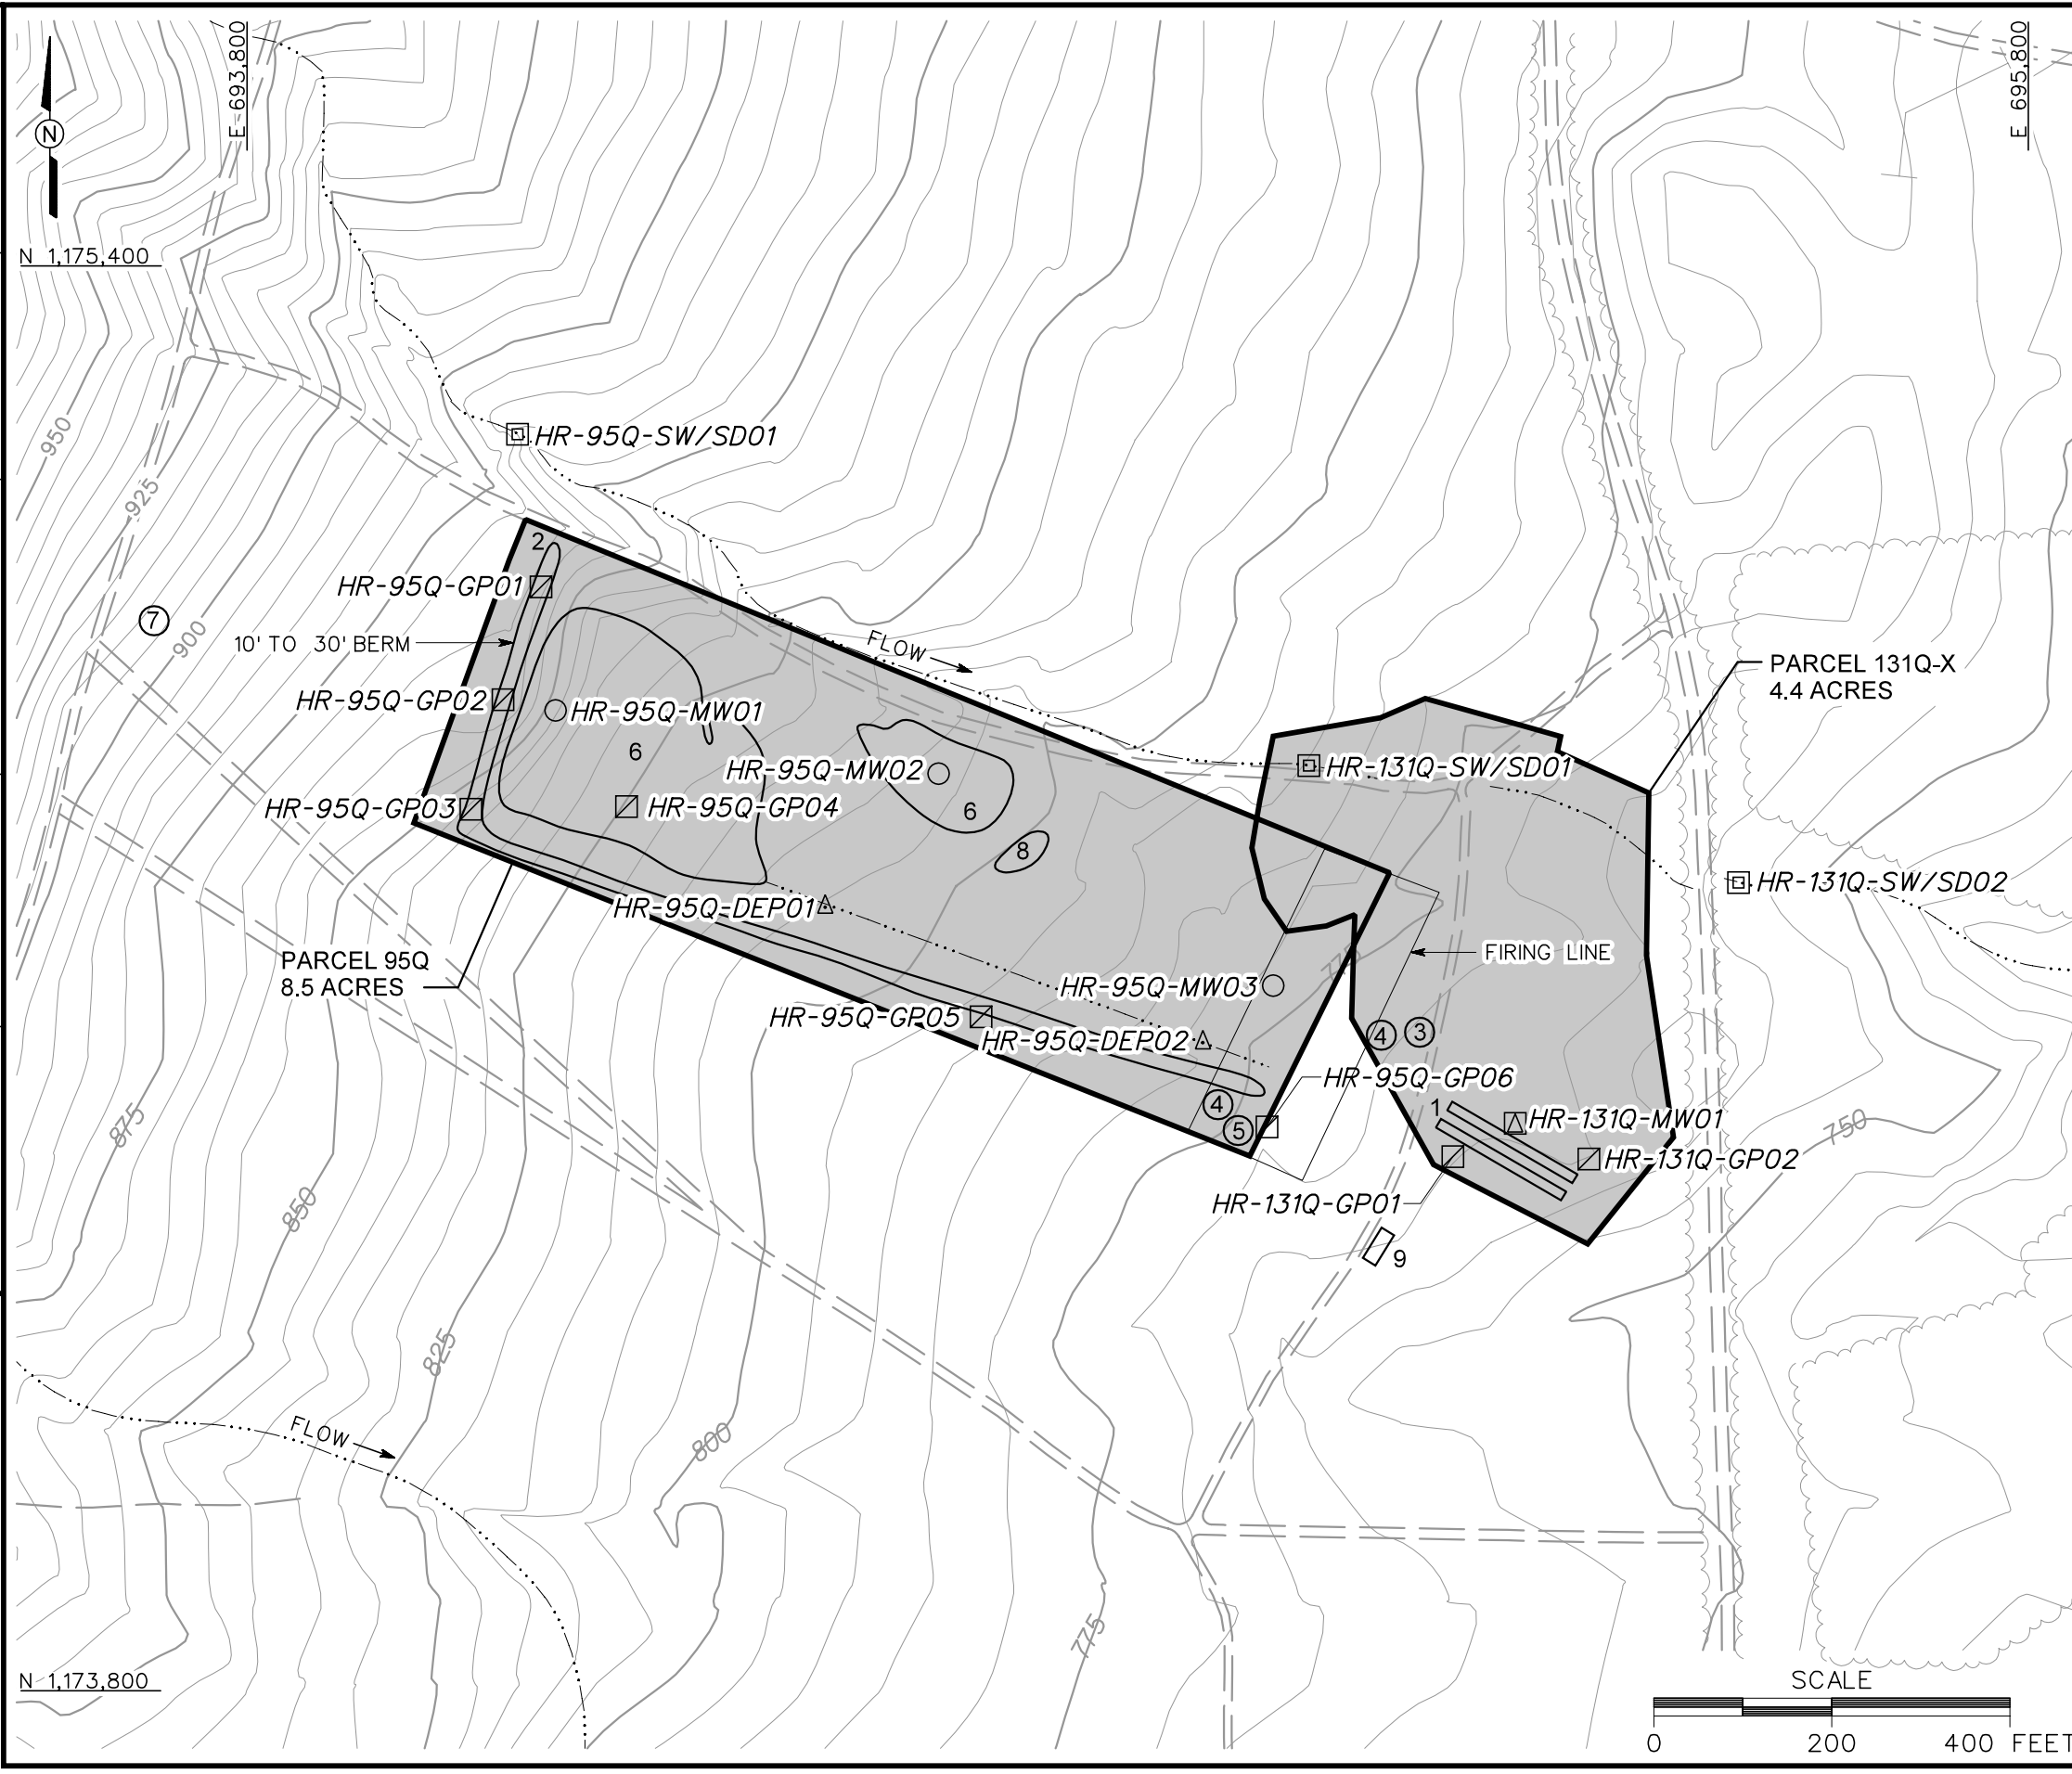 E 693,800
E 695,800
N
N 1,175,400
950
925
HR-95Q-SW/SD01
2
HR-95Q-GP01
7
900
10' TO 30' BERM
FLOW
PARCEL 131Q-X
4.4 ACRES
HR-95Q-GP02
HR-95Q-MW01
6
HR-95Q-MW02
HR-131Q-SW/SD01
HR-95Q-GP03
HR-95Q-GP04
6
8
HR-131Q-SW/SD02
HR-95Q-DEP01
PARCEL 95Q
8.5 ACRES
FIRING LINE
775
HR-95Q-MW03
HR-95Q-GP05
HR-95Q-DEP02
4
3
HR-95Q-GP06
4
5
1
HR-131Q-MW01
750
HR-131Q-GP02
875
850
HR-131Q-GP01
9
825
FLOW
800
775
N 1,173,800
SCALE
0 200 400 FEET